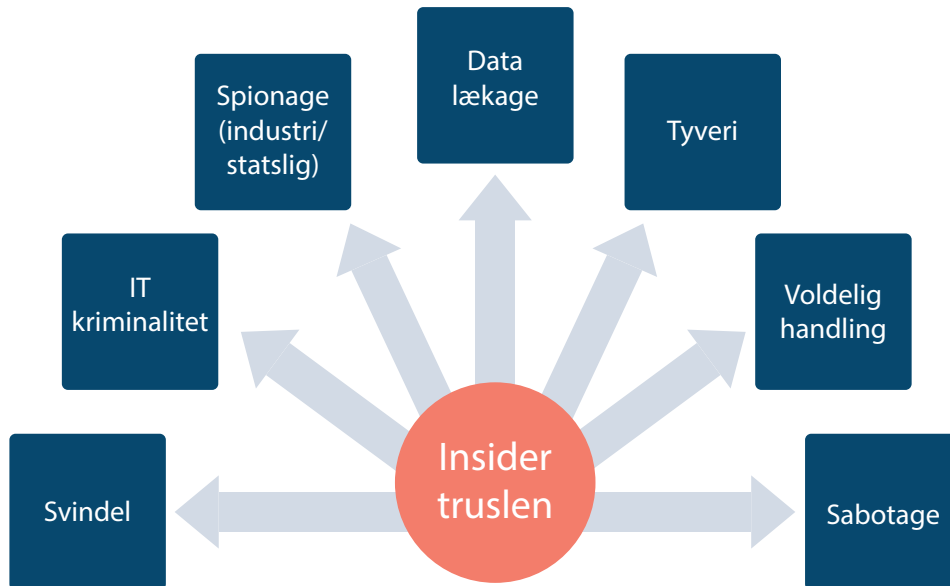 Data
lækage
Spionage
(industri/
statslig)
Tyveri
IT
kriminalitet
Voldelig
handling
Svindel
Insider
truslen
Sabotage